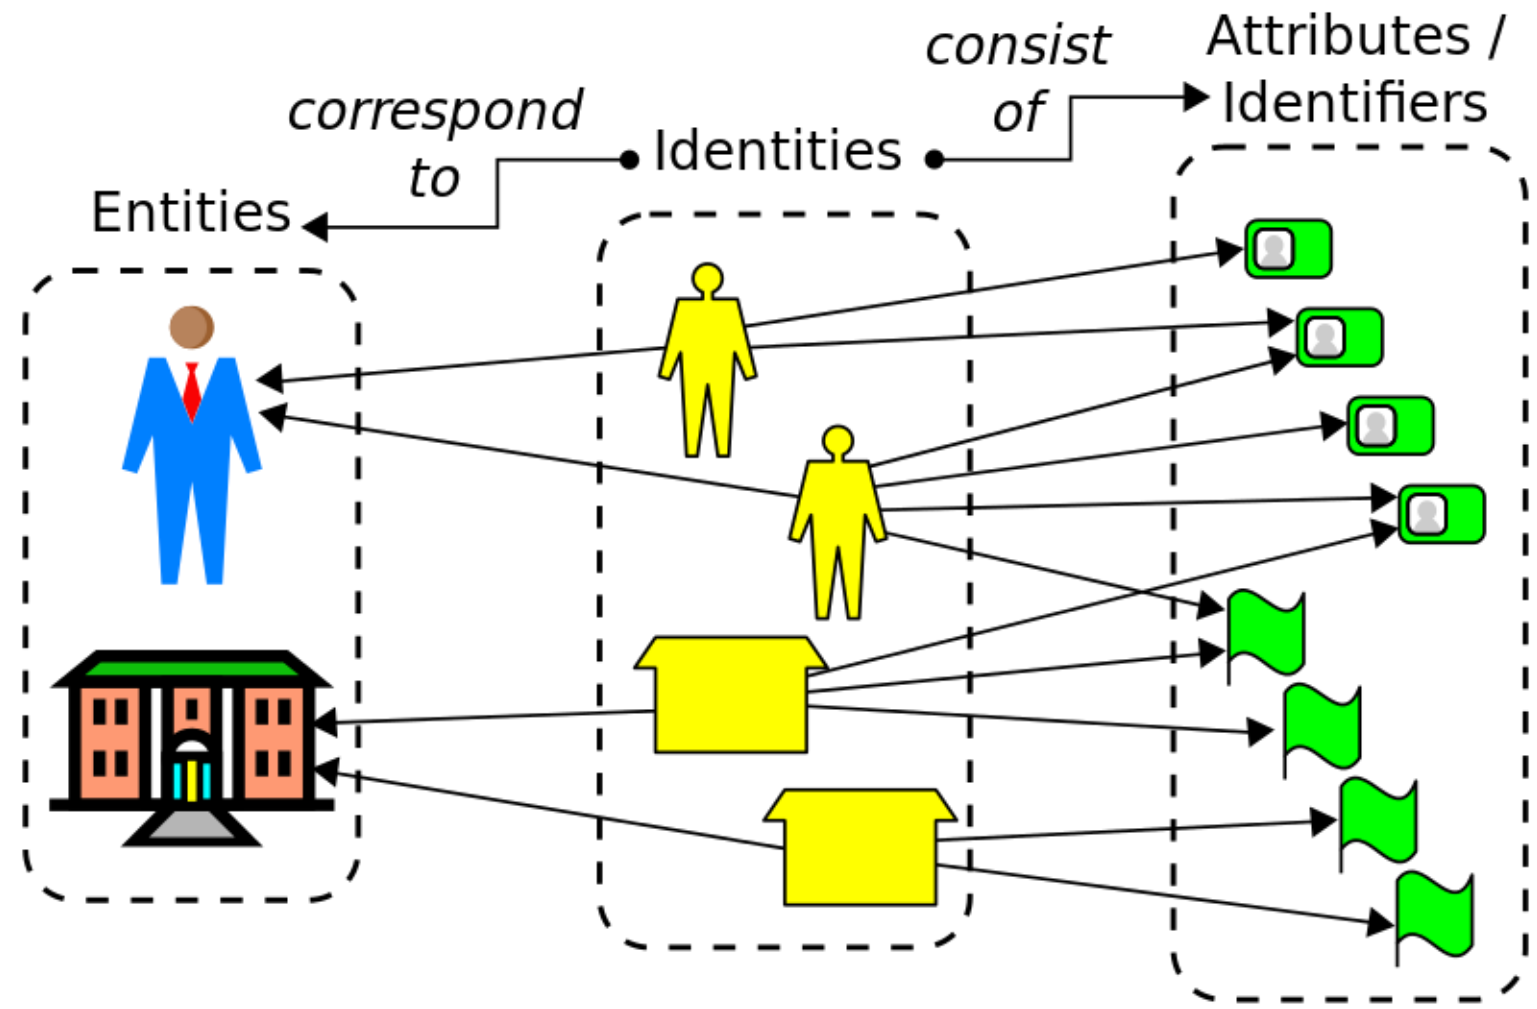 Entities
correspond
to
Identities
consist
of
Attributes /
Identifiers